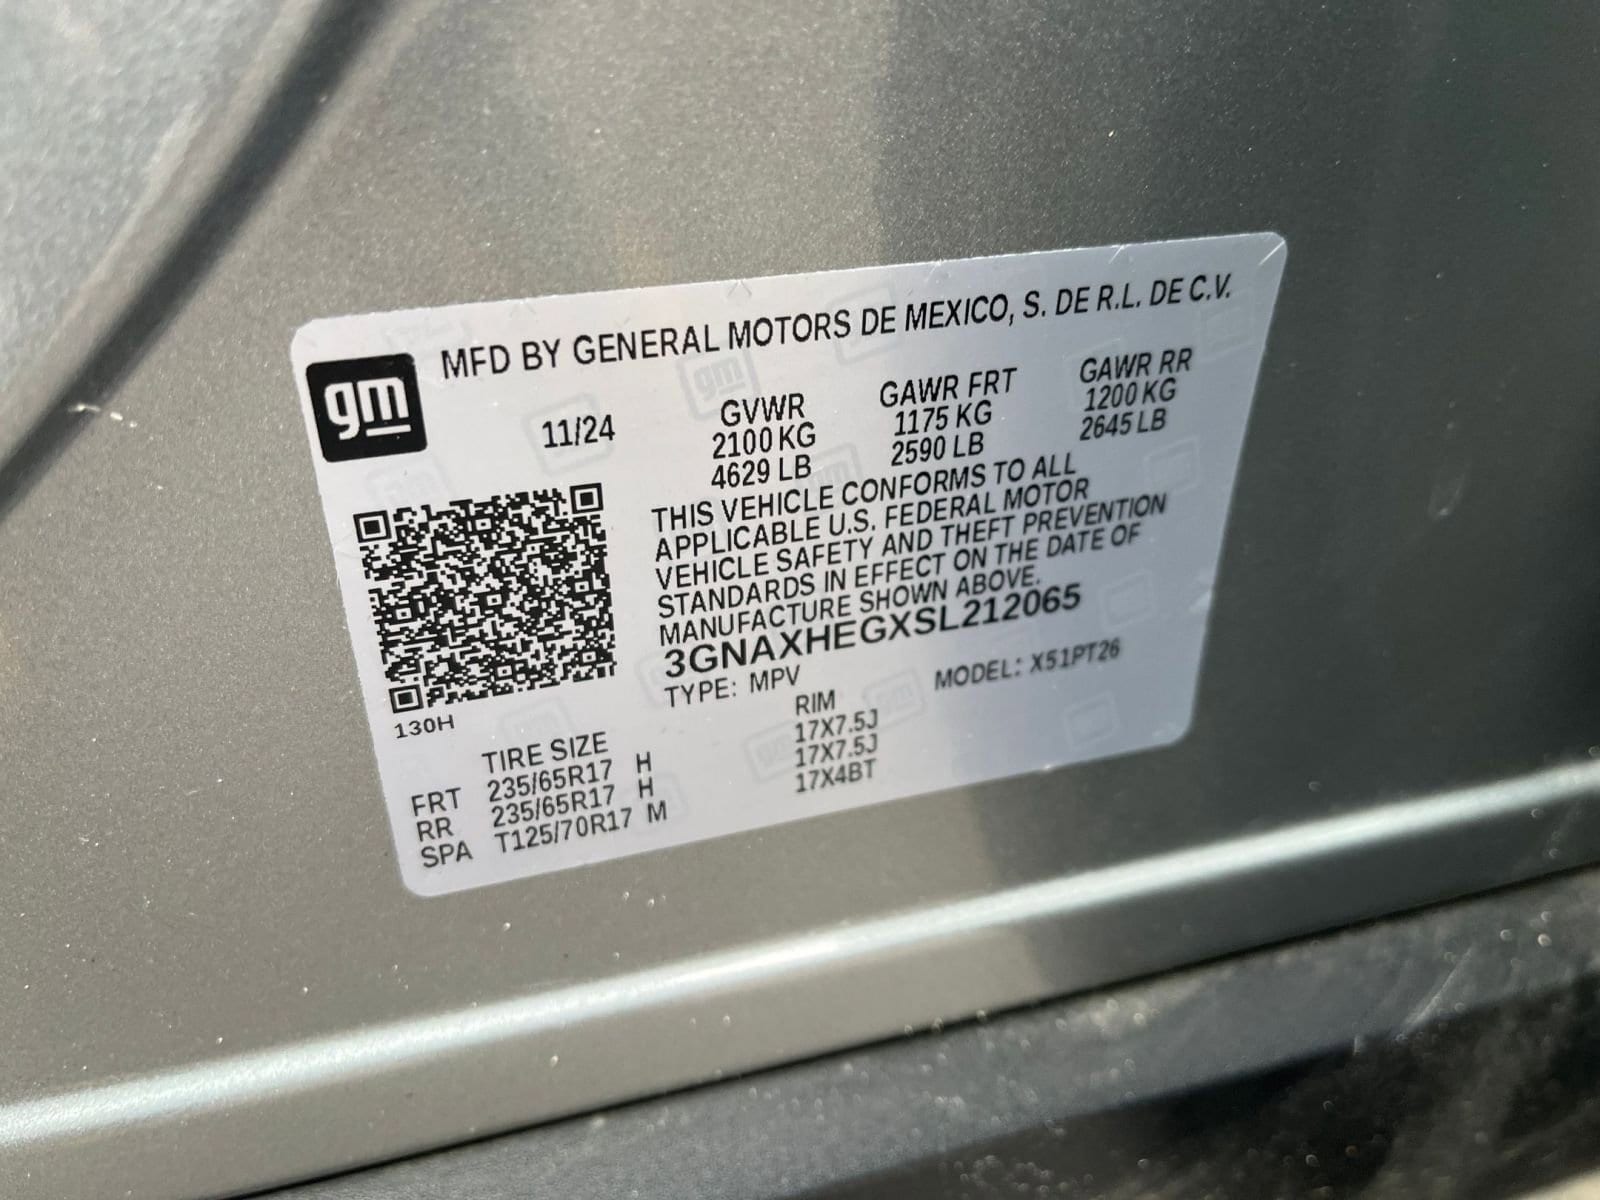 gm
MFD BY GENERAL MOTORS DE MEXICO, S. DE R.L. DE C.V.
11/24
GVWR
2100 KG
4629 LB
GAWR FRT
1175 KG
2590 LB
GAWR RR
1200 KG
2645 LB
THIS VEHICLE CONFORMS TO ALL
APPLICABLE U.S. FEDERAL MOTOR
VEHICLE SAFETY AND THEFT PREVENTION
STANDARDS IN EFFECT ON THE DATE OF
MANUFACTURE SHOWN ABOVE.
3GNAXHEGXSL212065
TYPE: MPV MODEL: X51PT26
130H
TIRE SIZE RIM
FRT 235/65R17 H 17X7.5J
RR 235/65R17 H 17X7.5J
SPA T125/70R17 M 17X4BT